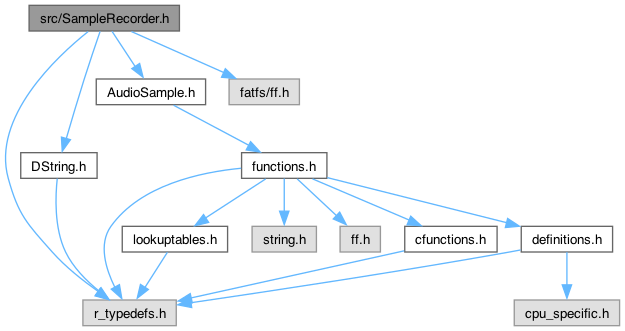 src/SampleRecorder.h
AudioSample.h
fatfs/ff.h
DString.h
functions.h
lookuptables.h
string.h
ff.h
cfunctions.h
definitions.h
r_typedefs.h
cpu_specific.h